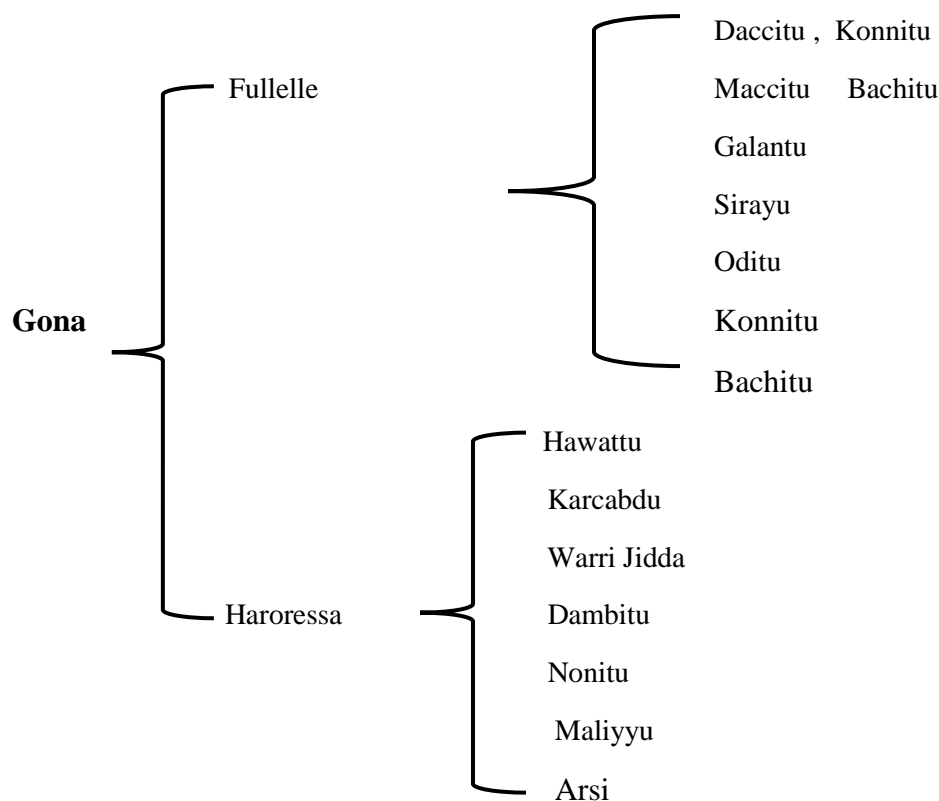 Daccitu , Konnitu
Fullelle
Maccitu Bachitu
Galantu
Sirayu
Oditu
Gona
Konnitu
Bachitu
Hawattu
Karcabdu
Warri Jidda
Haroressa
Dambitu
Nonitu
Maliyyu
Arsi